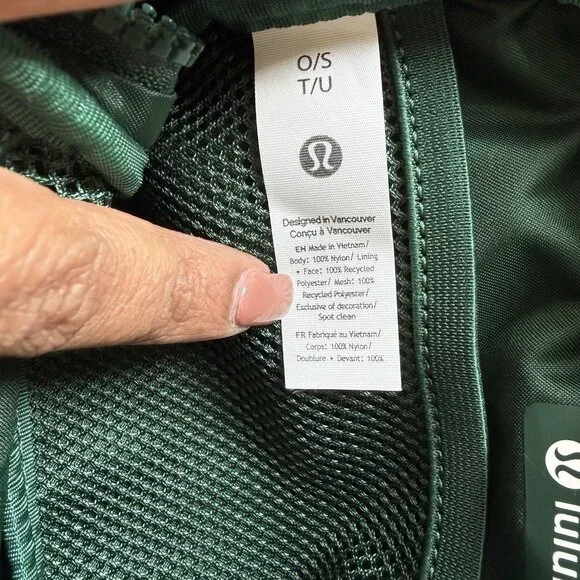 O/S
T/U
Designed in Vancouver
Conçu à Vancouver
EN Made in Vietnam/
Body: 100% Nylon/ Lining
+ Face: 100% Recycled
Polyester/ Mesh: 100%
Recycled Polyester/
Exclusive of decoration/
Spot clean
FR Fabriqué au Vietnam/
Corps: 100% Nylon/
Doublure + Devant: 100%
lulu